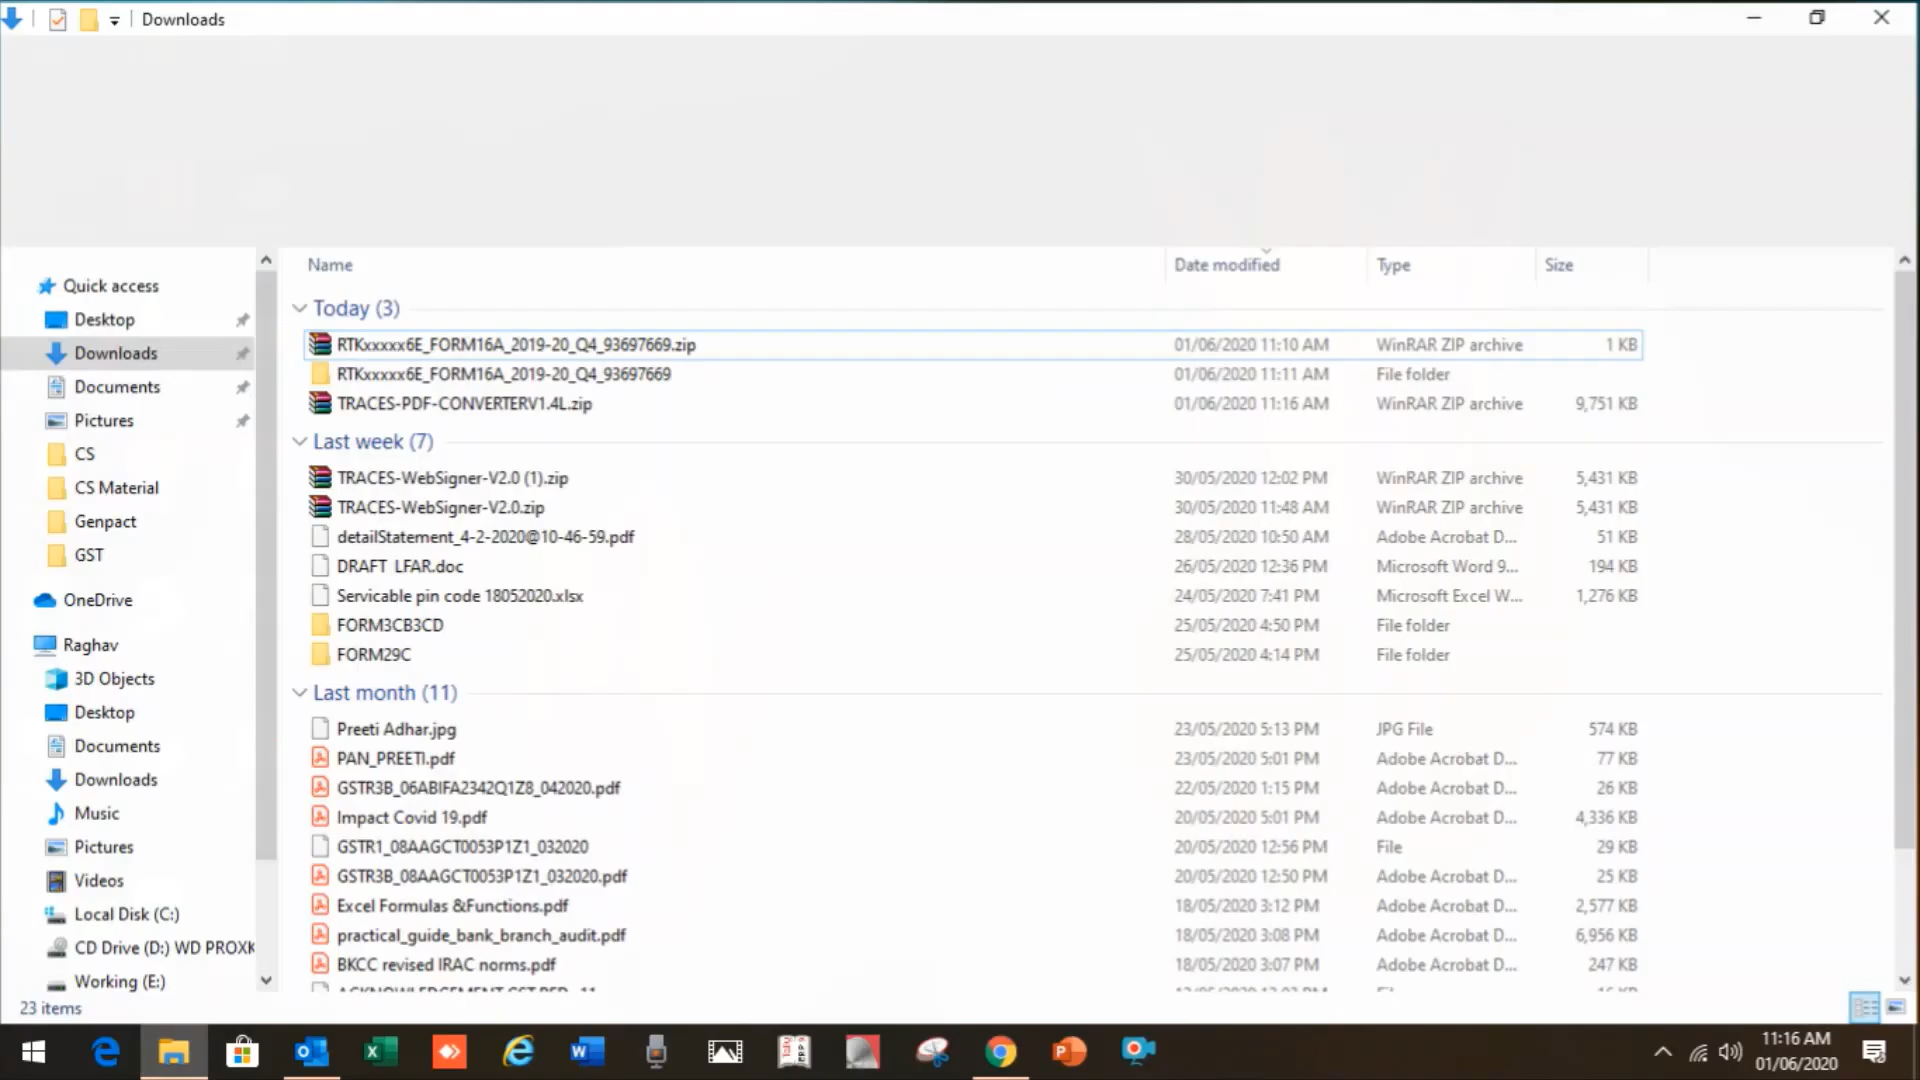 Downloads
Name Date modified Type Size
Quick access
Desktop
Downloads
Documents
Pictures
CS
CS Material
Genpact
GST
OneDrive
Raghav
3D Objects
Desktop
Documents
Downloads
Music
Pictures
Videos
Local Disk (C:)
CD Drive (D:) WD PROXK
Working (E:)
Today (3)
RTKxxxxx6E_FORM16A_2019-20_Q4_93697669.zip 01/06/2020 11:10 AM WinRAR ZIP archive 1 KB
RTKxxxxx6E_FORM16A_2019-20_Q4_93697669 01/06/2020 11:11 AM File folder
TRACES-PDF-CONVERTERV1.4L.zip 01/06/2020 11:16 AM WinRAR ZIP archive 9,751 KB
Last week (7)
TRACES-WebSigner-V2.0 (1).zip 30/05/2020 12:02 PM WinRAR ZIP archive 5,431 KB
TRACES-WebSigner-V2.0.zip 30/05/2020 11:48 AM WinRAR ZIP archive 5,431 KB
detailStatement_4-2-2020@10-46-59.pdf 28/05/2020 10:50 AM Adobe Acrobat D... 51 KB
DRAFT LFAR.doc 26/05/2020 12:36 PM Microsoft Word 9... 194 KB
Servicable pin code 18052020.xlsx 24/05/2020 7:41 PM Microsoft Excel W... 1,276 KB
FORM3CB3CD 25/05/2020 4:50 PM File folder
FORM29C 25/05/2020 4:14 PM File folder
Last month (11)
Preeti Adhar.jpg 23/05/2020 5:13 PM JPG File 574 KB
PAN_PREETI.pdf 23/05/2020 5:01 PM Adobe Acrobat D... 77 KB
GSTR3B_06ABIFA2342Q1Z8_042020.pdf 22/05/2020 1:15 PM Adobe Acrobat D... 26 KB
Impact Covid 19.pdf 20/05/2020 5:01 PM Adobe Acrobat D... 4,336 KB
GSTR1_08AAGCT0053P1Z1_032020 20/05/2020 12:56 PM File 29 KB
GSTR3B_08AAGCT0053P1Z1_032020.pdf 20/05/2020 12:50 PM Adobe Acrobat D... 25 KB
Excel Formulas &Functions.pdf 18/05/2020 3:12 PM Adobe Acrobat D... 2,577 KB
practical_guide_bank_branch_audit.pdf 18/05/2020 3:08 PM Adobe Acrobat D... 6,956 KB
BKCC revised IRAC norms.pdf 18/05/2020 3:07 PM Adobe Acrobat D... 247 KB
23 items
11:16 AM
01/06/2020